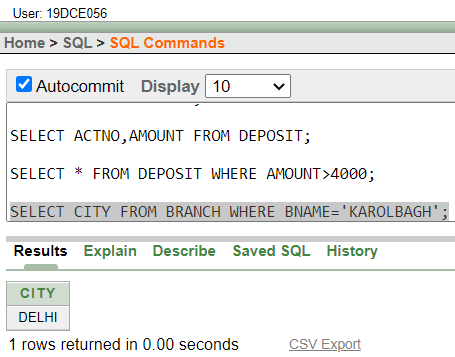 User: 19DCE056
Home > SQL > SQL Commands
Autocommit Display 10
SELECT ACTNO,AMOUNT FROM DEPOSIT;
SELECT * FROM DEPOSIT WHERE AMOUNT>4000;
SELECT CITY FROM BRANCH WHERE BNAME='KAROLBAGH';
Results Explain Describe Saved SQL History
CITY
DELHI
1 rows returned in 0.00 seconds CSV Export